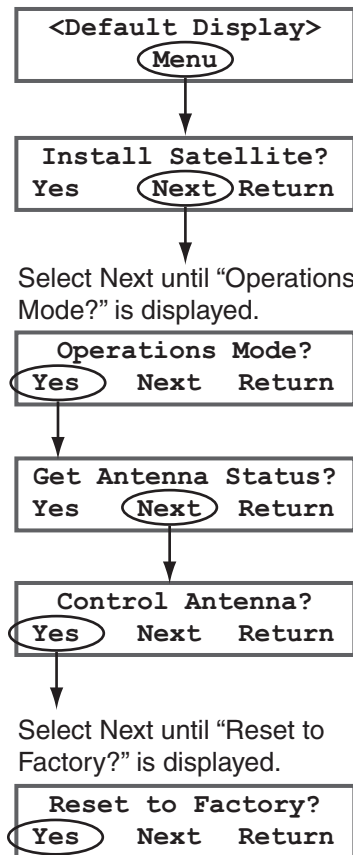 <Default Display>
Menu
Install Satellite?
Yes Next Return
Select Next until “Operations
Mode?” is displayed.
Operations Mode?
Yes Next Return
Get Antenna Status?
Yes Next Return
Control Antenna?
Yes Next Return
Select Next until “Reset to
Factory?” is displayed.
Reset to Factory?
Yes Next Return